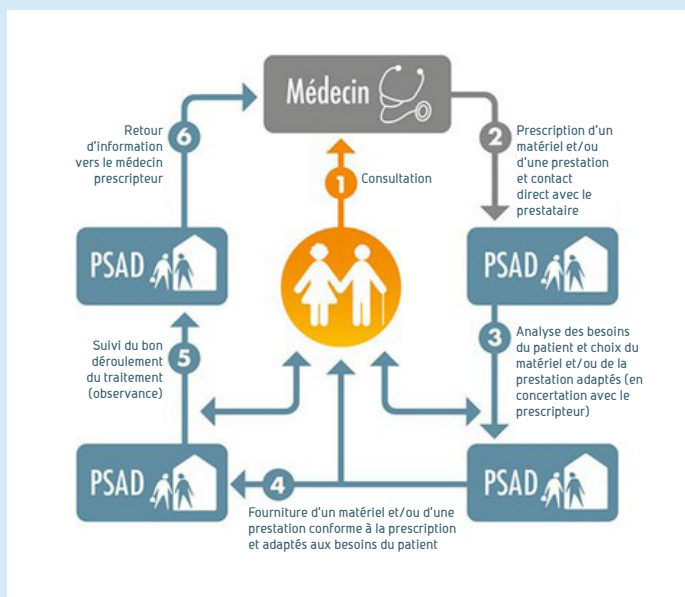 Médecin
6
Retour
d'information
vers le médecin
prescripteur
1
Consultation
2
Prescription d'un
matériel et/ou
d'une prestation
et contact
direct avec le
prestataire
PSAD
PSAD
3
Analyse des besoins
du patient et choix du
matériel et/ou de la
prestation adaptés (en
concertation avec le
prescripteur)
Suivi du bon
déroulement
du traitement
(observance)
5
PSAD
PSAD
4
Fourniture d'un matériel et/ou d'une
prestation conforme à la prescription
et adaptés aux besoins du patient